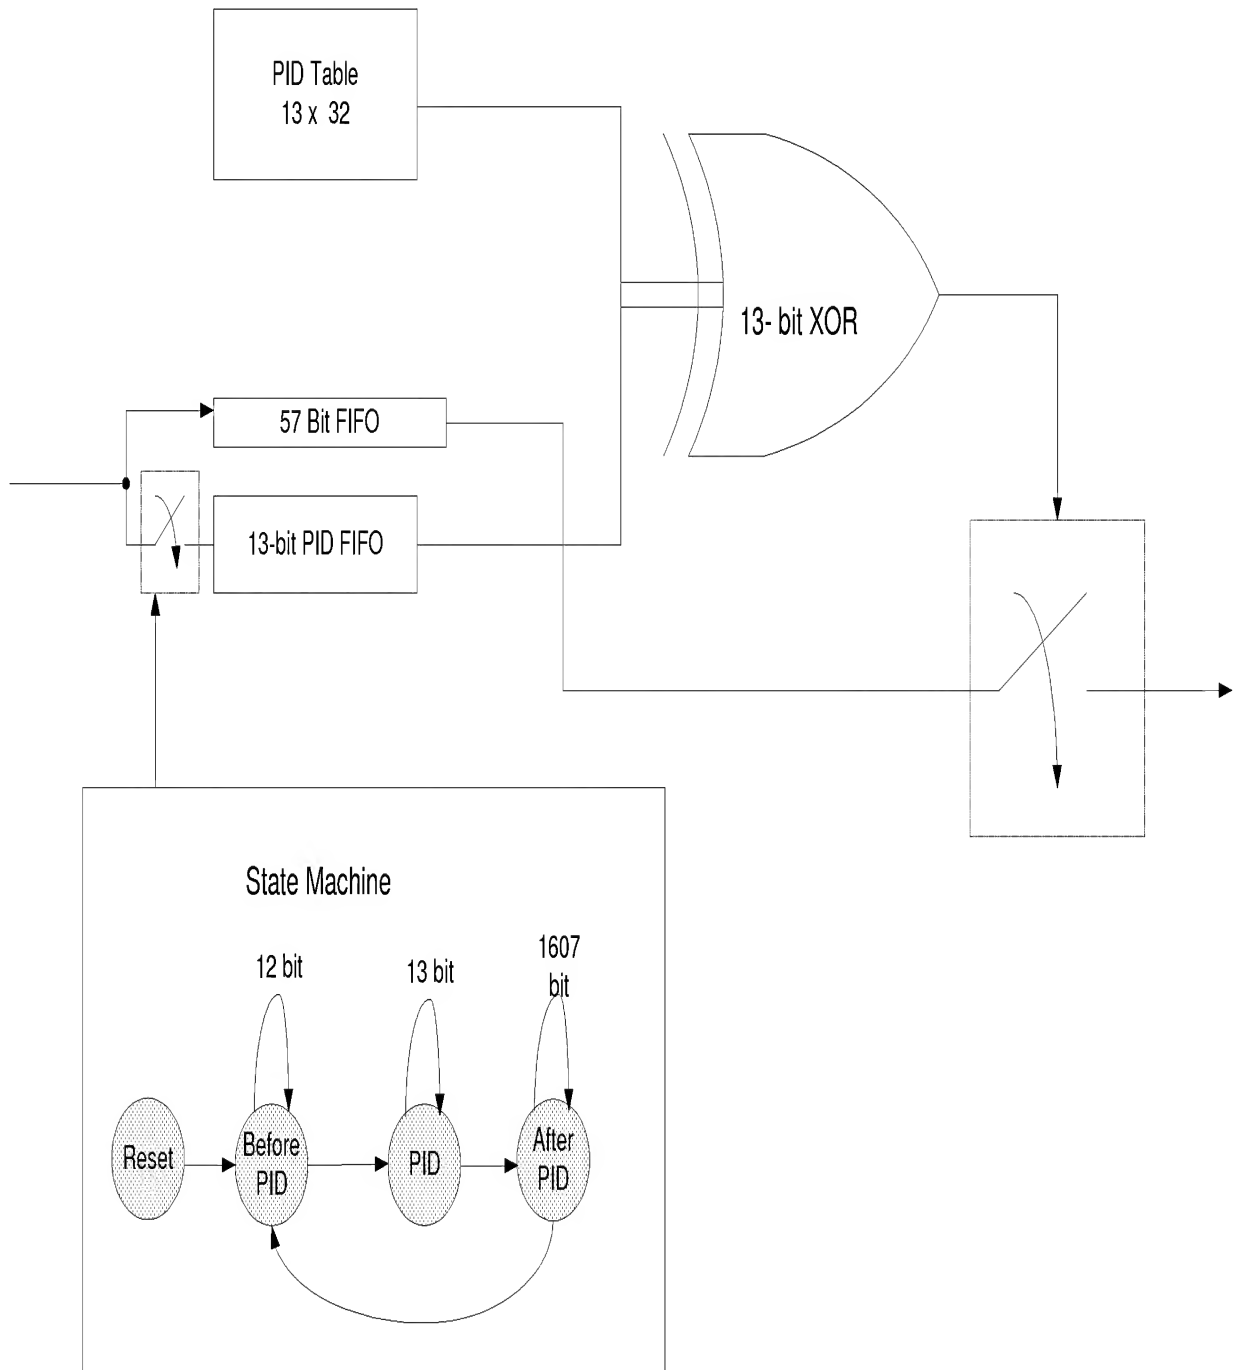 PID Table
13 x 32
13- bit XOR
57 Bit FIFO
13-bit PID FIFO
State Machine
12 bit
13 bit
1607
bit
Reset
Before
PID
PID
After
PID